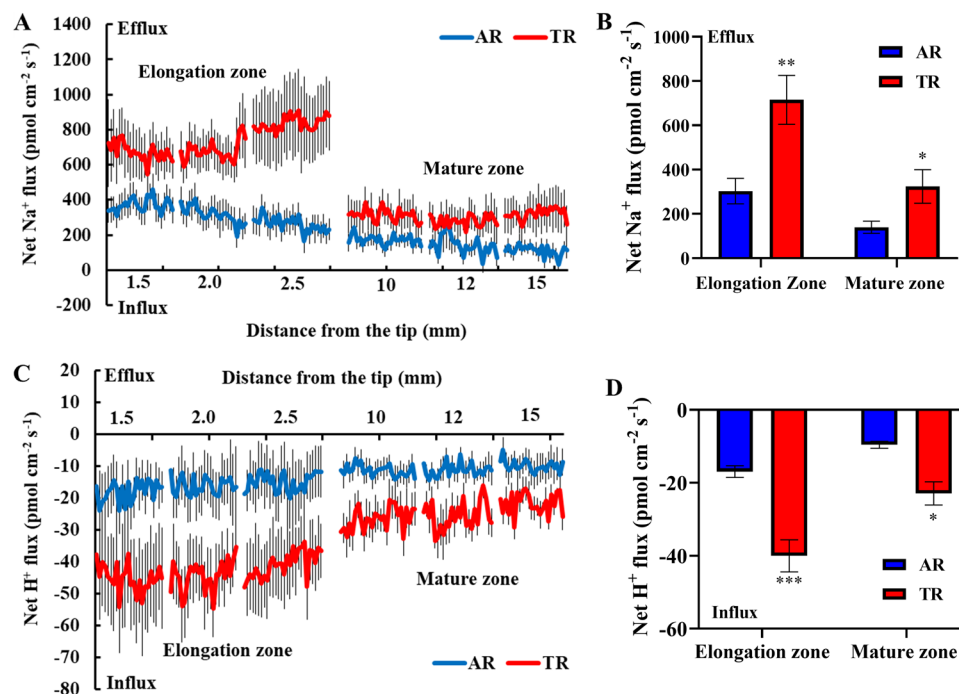 A
1400
1200
1000
800
600
400
200
0
-200
Net Na⁺ flux (pmol cm⁻² s⁻¹)
Efflux
AR
TR
Elongation zone
Mature zone
1.5
2.0
2.5
10
12
15
Influx
Distance from the tip (mm)
B
1000
800
600
400
200
0
Net Na⁺ flux (pmol cm⁻² s⁻¹)
Efflux
AR
TR
**
*
Elongation Zone
Mature zone
C
20
10
0
-10
-20
-30
-40
-50
-60
-70
-80
Net H⁺ flux (pmol cm⁻² s⁻¹)
Efflux
Distance from the tip (mm)
1.5
2.0
2.5
10
12
15
Mature zone
Elongation zone
AR
TR
Influx
D
0
-20
-40
-60
Net H⁺ flux (pmol cm⁻² s⁻¹)
***
*
AR
TR
Influx
Elongation zone
Mature zone